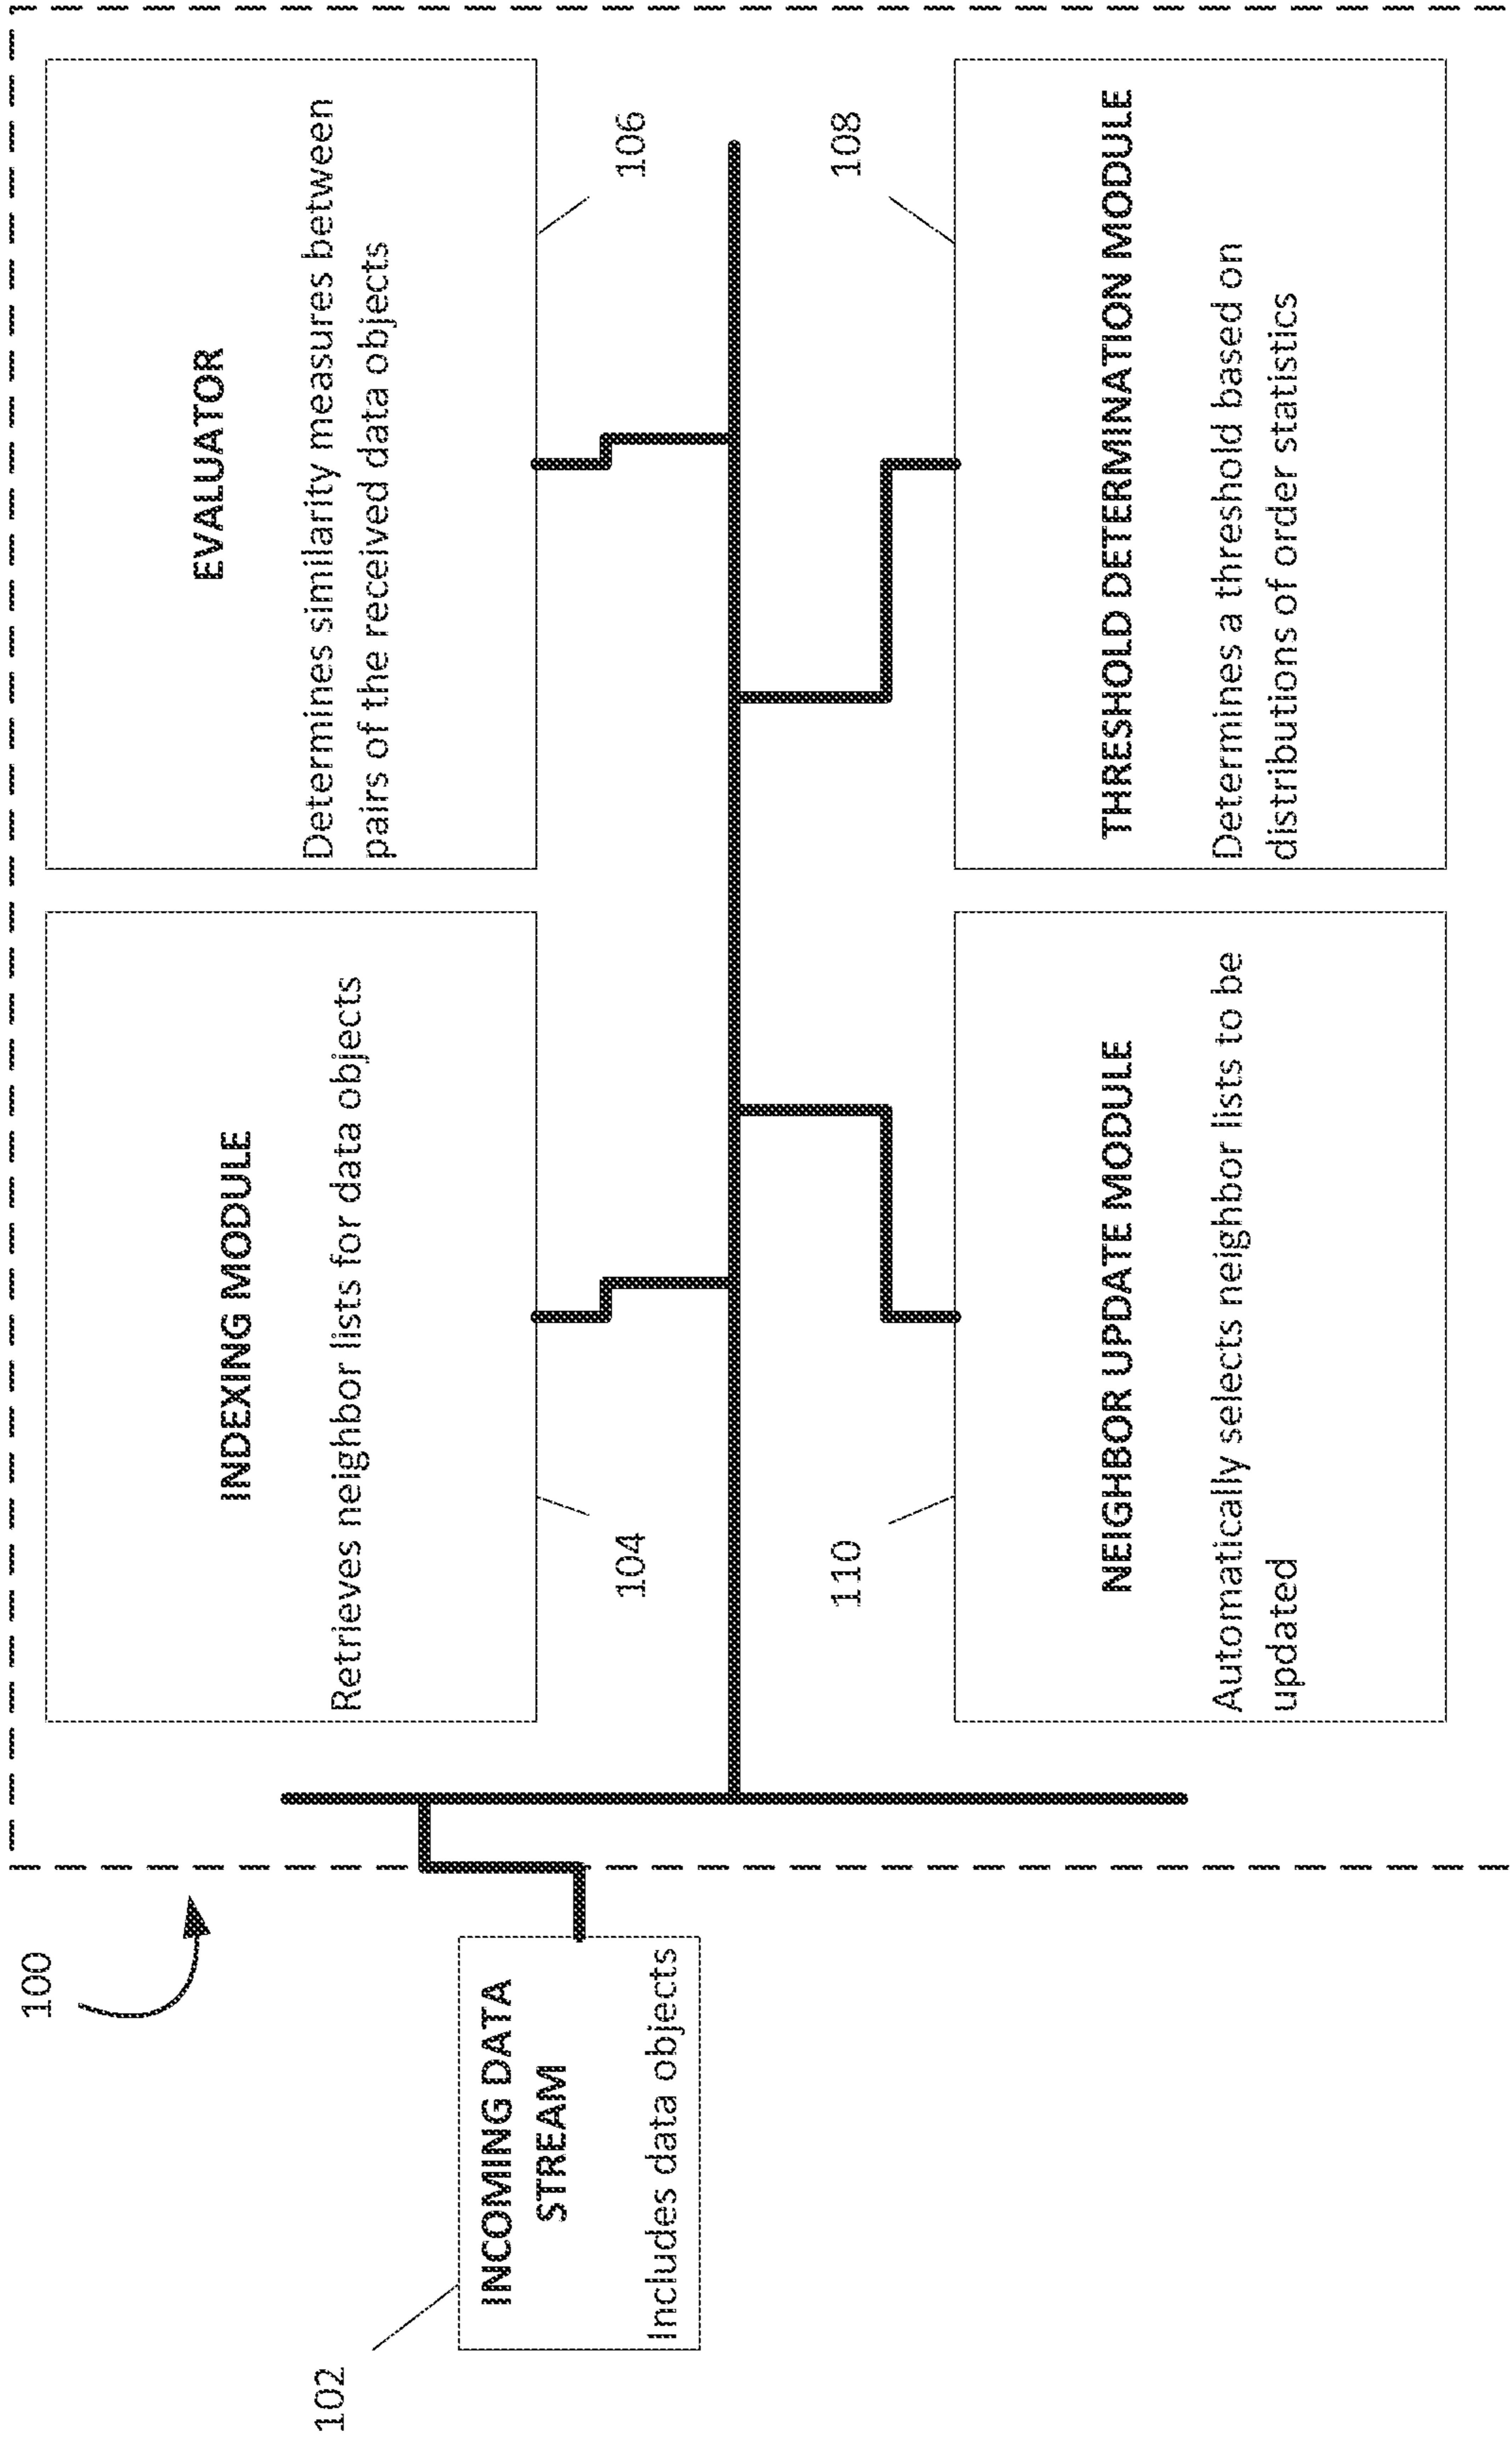 100
102
INCOMING DATA
STREAM
Includes data objects
INDEXING MODULE
Retrieves neighbor lists for data objects
104
EVALUATOR
Determines similarity measures between
pairs of the received data objects
106
110
NEIGHBOR UPDATE MODULE
Automatically selects neighbor lists to be
updated
108
THRESHOLD DETERMINATION MODULE
Determines a threshold based on
distributions of order statistics